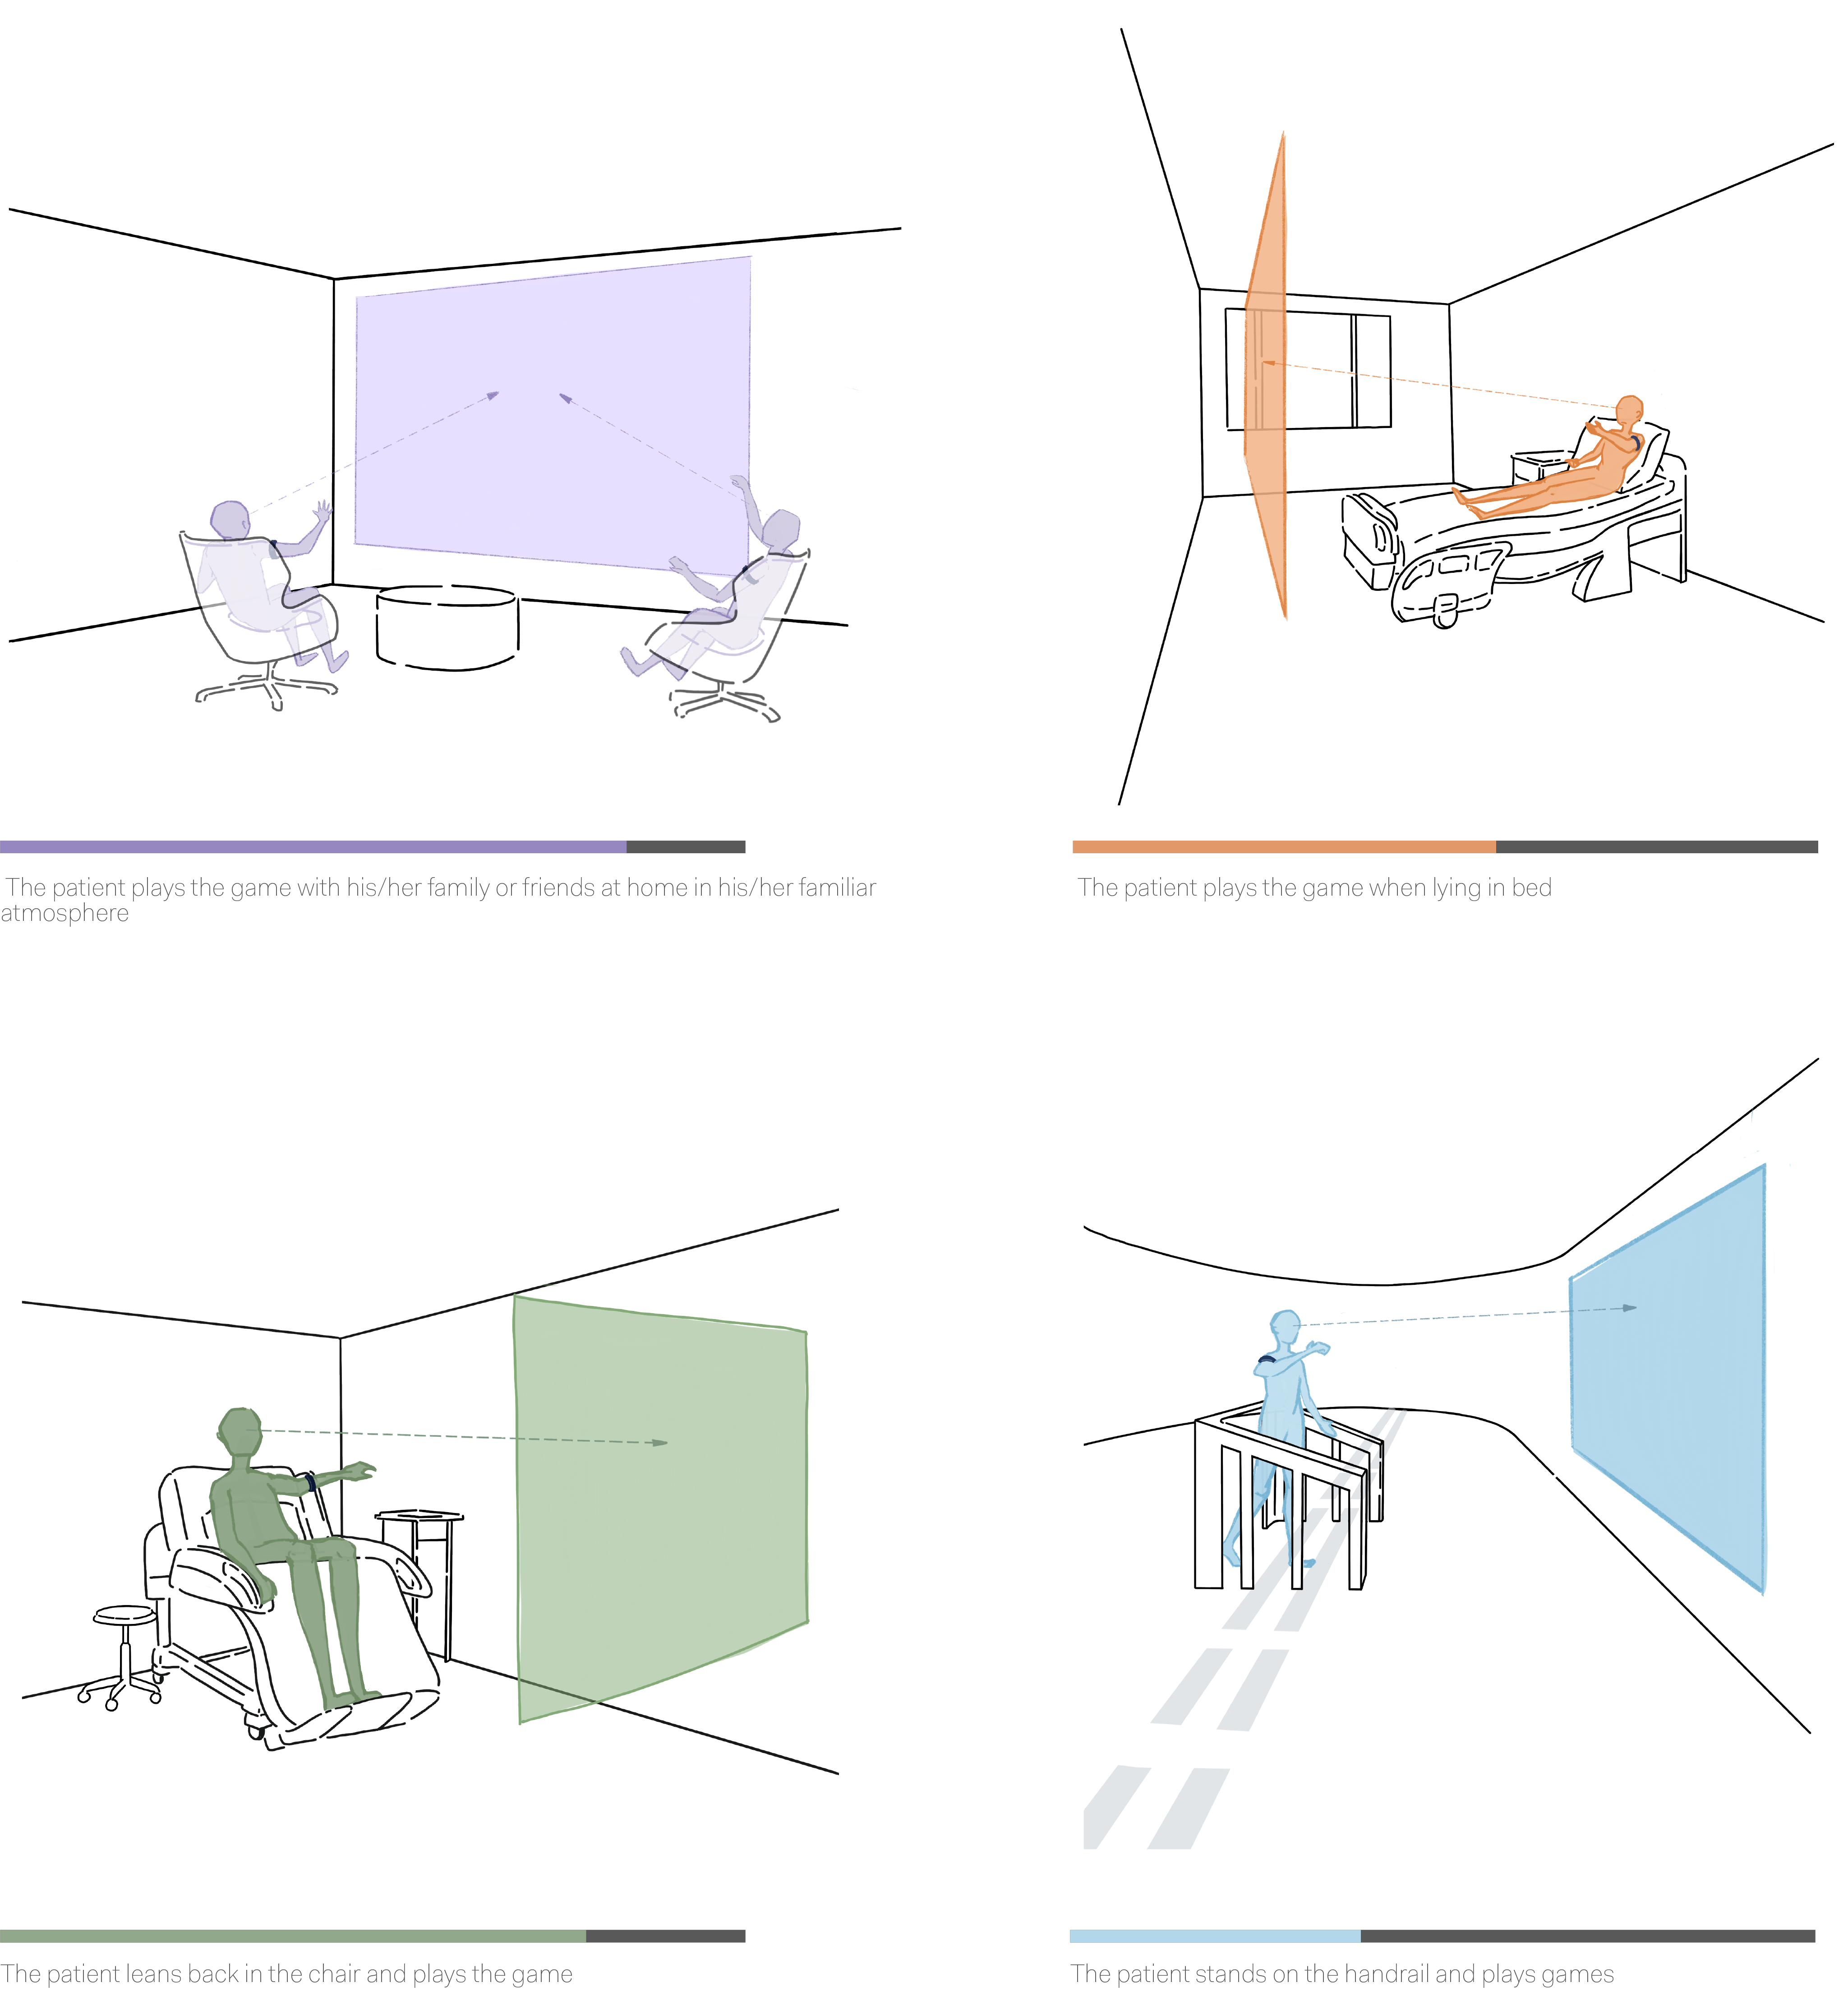 The patient plays the game with his/her family or friends at home in his/her familiar
atmosphere
The patient plays the game when lying in bed
The patient leans back in the chair and plays the game
The patient stands on the handrail and plays games